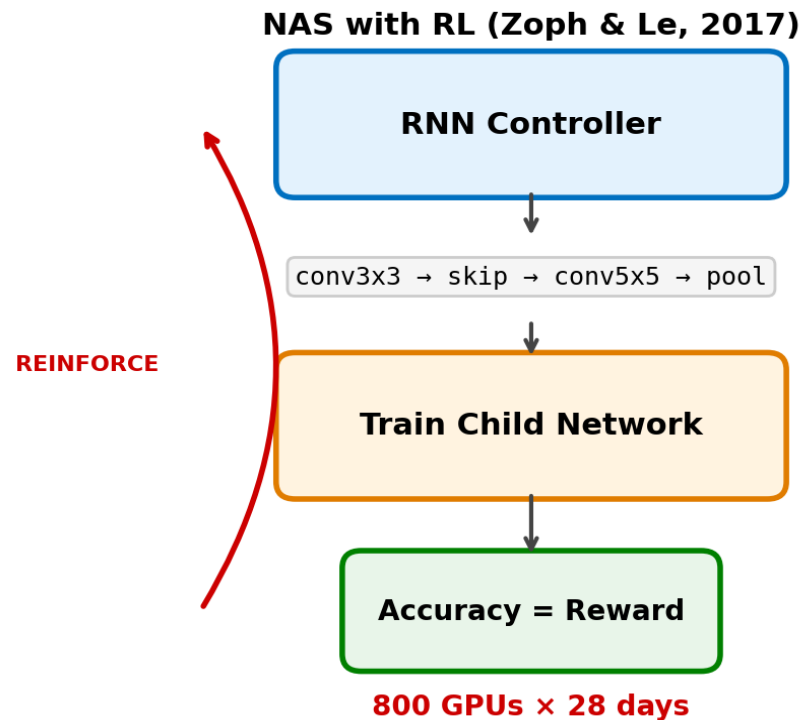 NAS with RL (Zoph & Le, 2017)
RNN Controller
conv3x3 → skip → conv5x5 → pool
REINFORCE
Train Child Network
Accuracy = Reward
800 GPUs × 28 days